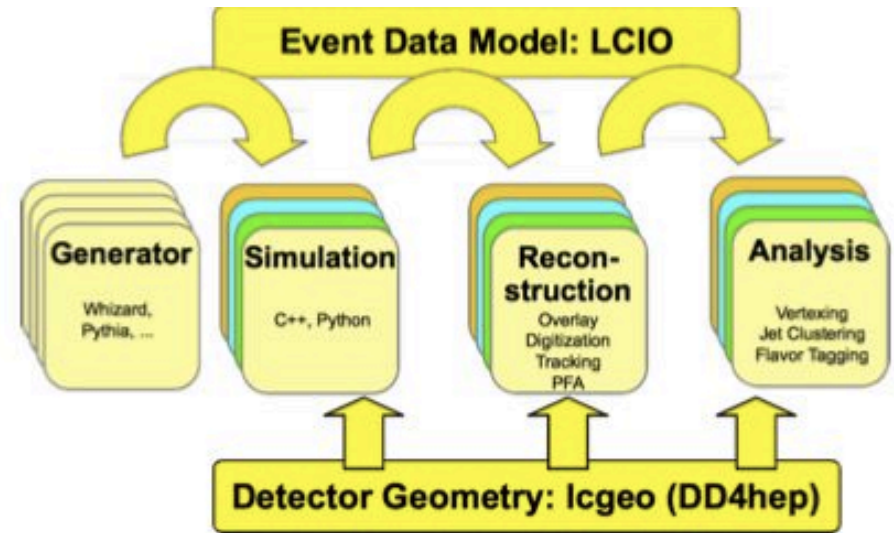 Event Data Model: LCIO
Generator
Whizard,
Pythia, ...
Simulation
C++, Python
Recon-
struction
Overlay
Digitization
Tracking
PFA
Analysis
Vertexing
Jet Clustering
Flavor Tagging
Detector Geometry: lcgeo (DD4hep)